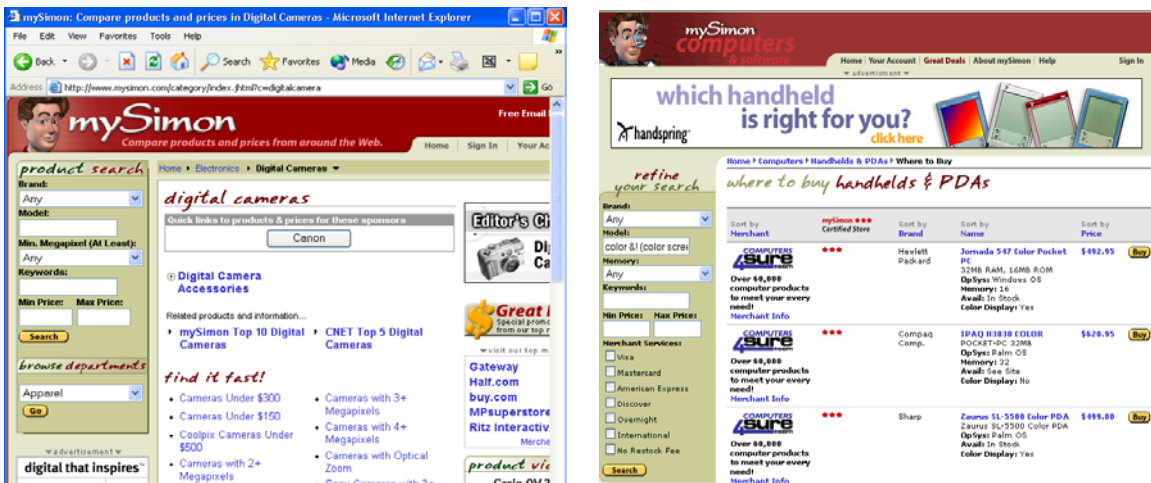 mySimon: Compare products and prices in Digital Cameras - Microsoft Internet Explorer
File Edit View Favorites Tools Help
Back Search Favorites Media
Address http://www.mysimon.com/category/index.jhtml?c=digitalcamera Go
mySimon
Free Email
Compare products and prices from around the Web.
Home Sign In Your Ac
product search
Brand:
Any
Model:
Min. Megapixel (At Least):
Any
Keywords:
Min Price: Max Price:
Search
browse departments
Apparel
Go
advertisement
digital that inspires
Home Electronics Digital Cameras
digital cameras
Quick links to products & prices for these sponsors
Canon
Digital Camera
Accessories
Related products and information...
mySimon Top 10 Digital
Cameras
CNET Top 5 Digital
Cameras
find it fast!
Cameras Under $300
Cameras Under $150
Coolpix Cameras Under
$500
Cameras with 2+
Megapixels
Cameras with 3+
Megapixels
Cameras with 4+
Megapixels
Cameras with Optical
Zoom
Editor's Ch
Di
Ca
Great
Special promo
from our top
visit our top m
Gateway
Half.com
buy.com
MPsuperstore
Ritz Interactiv
Merche
product vie
mySimon
computers
& software
Home Your Account Great Deals About mySimon Help Sign In
advertisment
which handheld
is right for you?
click here
handspring
Home Computers Handhelds & PDAs Where to Buy
refine
your search
Brand:
Any
Model:
color &! (color scree
Memory:
Any
Keywords:
Min Price: Max Price:
Merchant Services:
Visa
Mastercard
American Express
Discover
Overnight
International
No Restock Fee
Search
where to buy handhelds & PDAs
Sort by
Merchant
mySimon
Certified Store
Sort by
Brand
Sort by
Name
Sort by
Price
COMPUTERS
4sure.com
Over 60,000
computer products
to meet your every
need!
Merchant Info
Hewlett
Packard
Jornada 547 Color Pocket
PC
32MB RAM, 16MB ROM
OpSys: Windows OS
Memory: 16
Avail: In Stock
Color Display: Yes
$492.95 Buy
COMPUTERS
4sure.com
Over 60,000
computer products
to meet your every
need!
Merchant Info
Compaq
Comp.
IPAQ H3830 COLOR
POCKET-PC 32MB
OpSys: Palm OS
Memory: 32
Avail: See Site
Color Display: No
$620.95 Buy
COMPUTERS
4sure.com
Over 60,000
computer products
to meet your every
need!
Merchant Info
Sharp
Zaurus SL-5500 Color PDA
Zaurus SL-5500 Color PDA
OpSys: Palm OS
Avail: In Stock
Color Display: Yes
$499.00 Buy